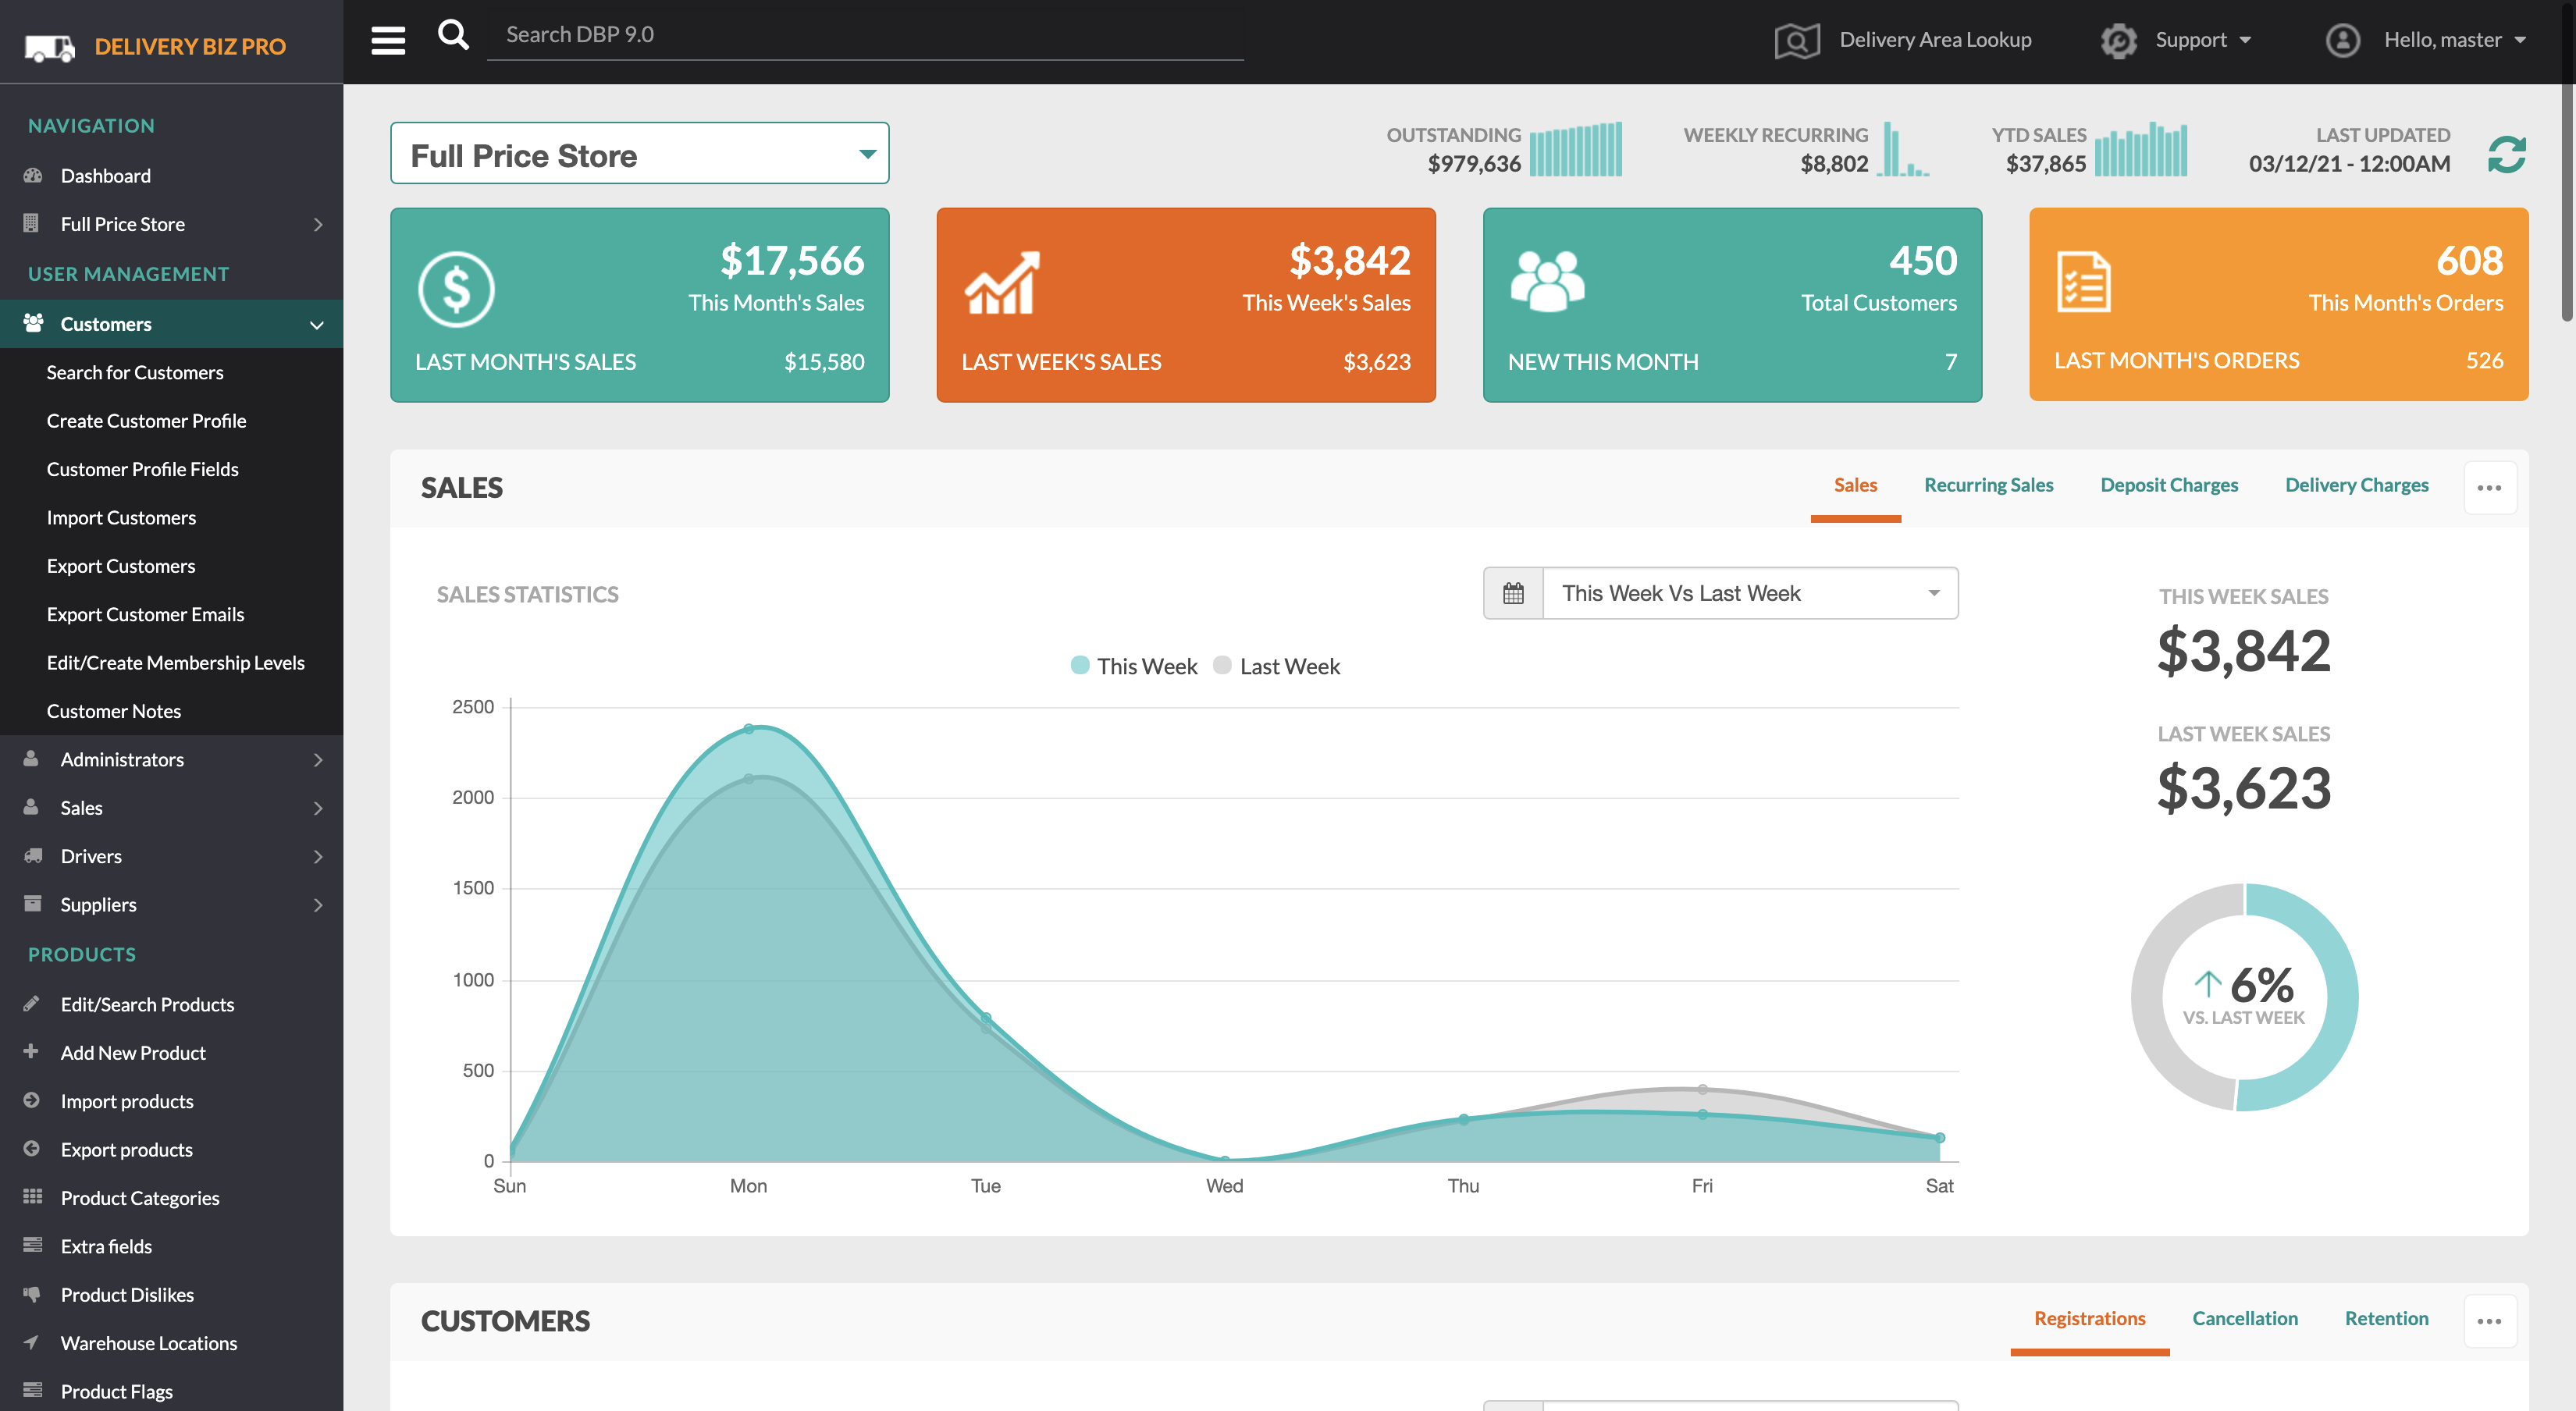 DELIVERY BIZ PRO
Search DBP 9.0
Delivery Area Lookup
Support
Hello, master
NAVIGATION
Dashboard
Full Price Store
USER MANAGEMENT
Customers
Search for Customers
Create Customer Profile
Customer Profile Fields
Import Customers
Export Customers
Export Customer Emails
Edit/Create Membership Levels
Customer Notes
Administrators
Sales
Drivers
Suppliers
PRODUCTS
Edit/Search Products
Add New Product
Import products
Export products
Product Categories
Extra fields
Product Dislikes
Warehouse Locations
Product Flags
Full Price Store
OUTSTANDING
$979,636
WEEKLY RECURRING
$8,802
YTD SALES
$37,865
LAST UPDATED
03/12/21 - 12:00AM
$17,566
This Month's Sales
LAST MONTH'S SALES $15,580
$3,842
This Week's Sales
LAST WEEK'S SALES $3,623
450
Total Customers
NEW THIS MONTH 7
608
This Month's Orders
LAST MONTH'S ORDERS 526
SALES
Sales Recurring Sales Deposit Charges Delivery Charges
SALES STATISTICS
This Week Vs Last Week
This Week Last Week
2500
2000
1500
1000
500
0
Sun Mon Tue Wed Thu Fri Sat
THIS WEEK SALES
$3,842
LAST WEEK SALES
$3,623
6%
VS. LAST WEEK
CUSTOMERS
Registrations Cancellation Retention